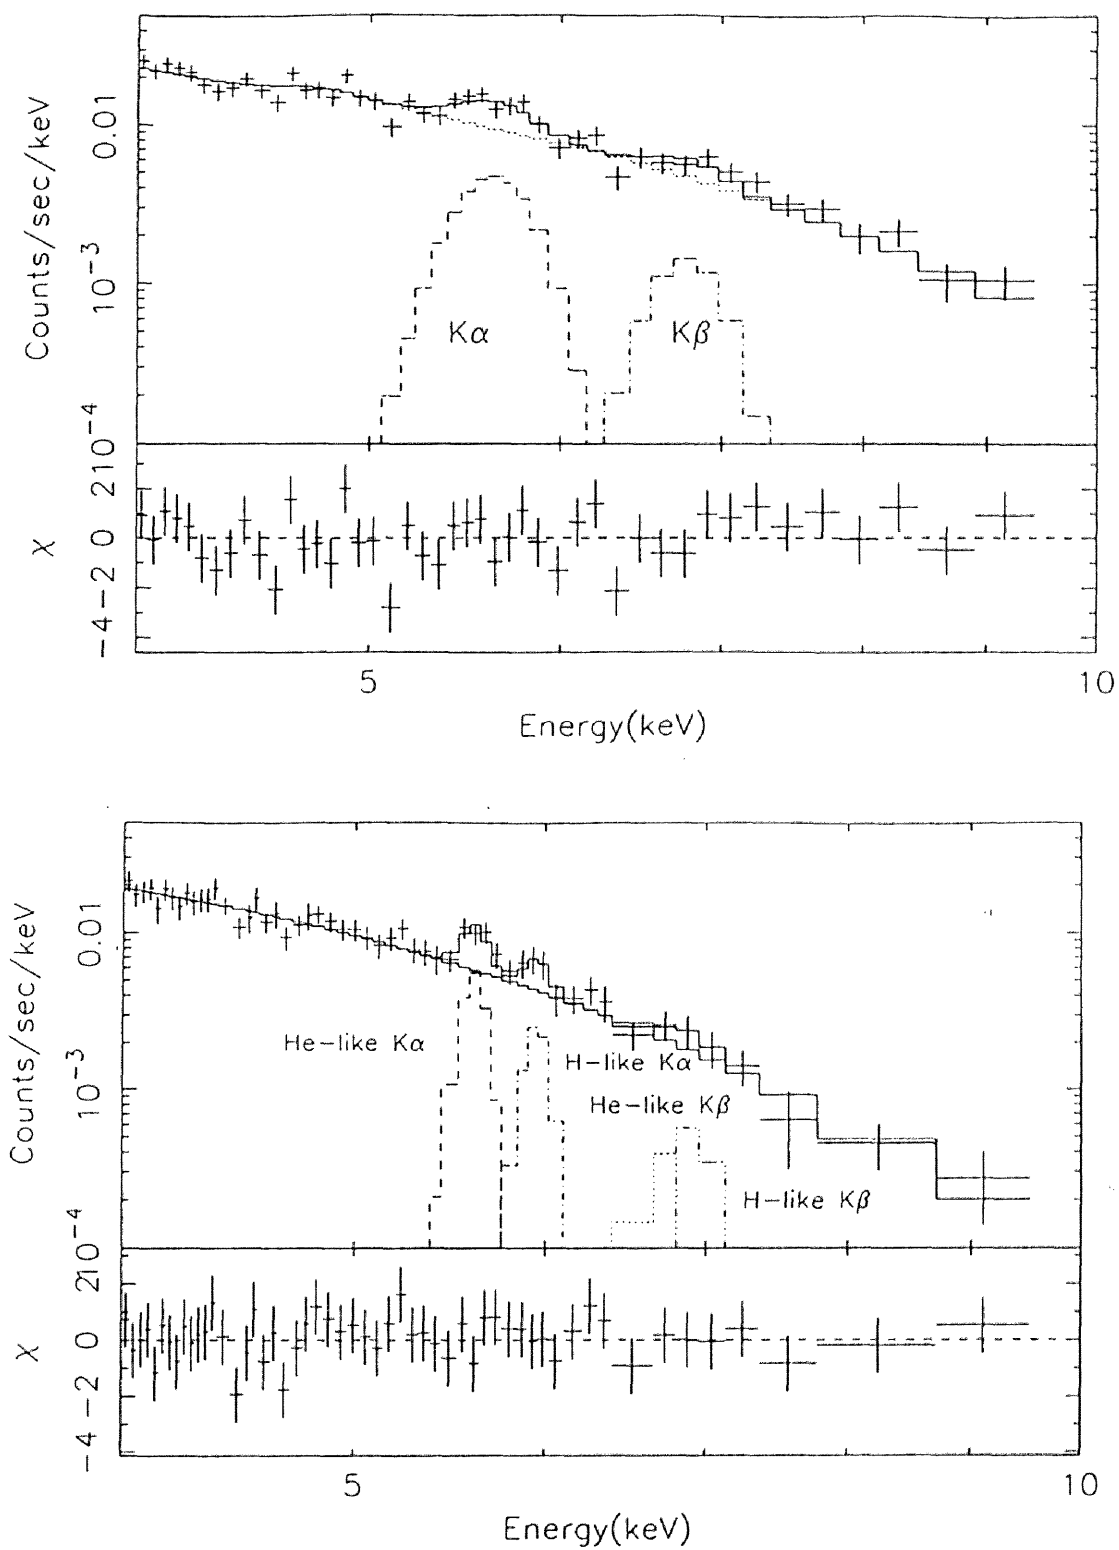 Counts/sec/keV
0.01
10−3
10−4
Kα
Kβ
χ
2
0
−2
−4
5
10
Energy(keV)
Counts/sec/keV
0.01
10−3
10−4
He−like Kα
H−like Kα
He−like Kβ
H−like Kβ
χ
2
0
−2
−4
5
10
Energy(keV)